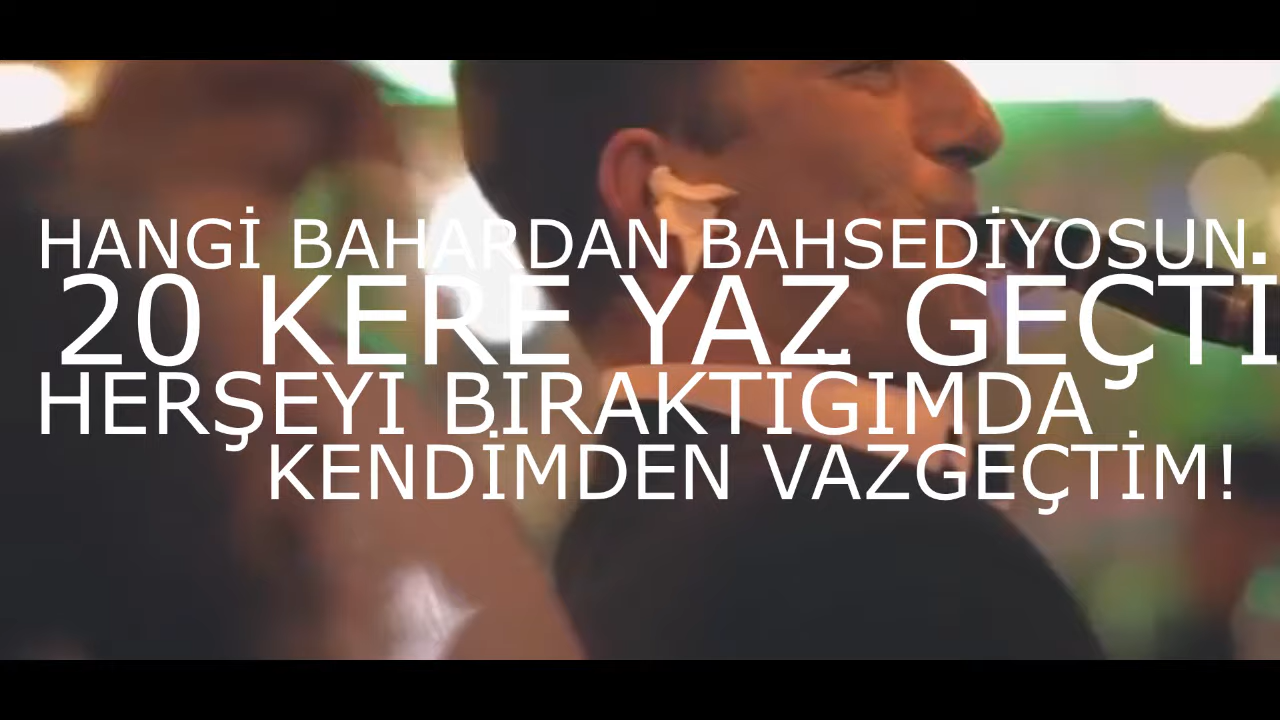 HANGİ BAHARDAN BAHSEDİYOSUN
20 KERE YAZ GEÇTİ
HERŞEYİ BIRAKTIĞIMDA
KENDİMDEN VAZGEÇTİM!